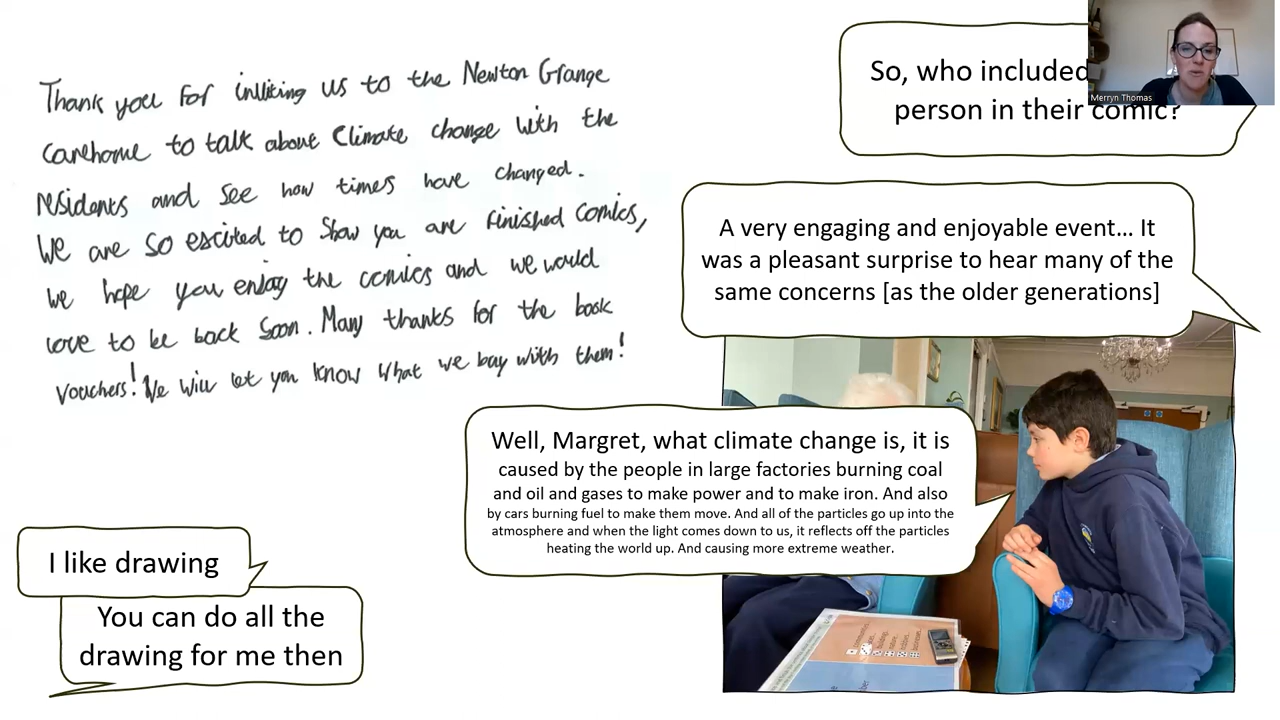 Thank you for inviting us to the Newton Grange
carehome to talk about Climate change with the
residents and see how times have changed.
We are so excited to show you are finished comics,
we hope you enjoy the comics and we would
love to be back soon. Many thanks for the book
vouchers! We will let you know what we bay with them!
So, who included
person in their comic?
Merryn Thomas
A very engaging and enjoyable event... It
was a pleasant surprise to hear many of the
same concerns [as the older generations]
Well, Margret, what climate change is, it is
caused by the people in large factories burning coal
and oil and gases to make power and to make iron. And also
by cars burning fuel to make them move. And all of the particles go up into the
atmosphere and when the light comes down to us, it reflects off the particles
heating the world up. And causing more extreme weather.
I like drawing
You can do all the
drawing for me then